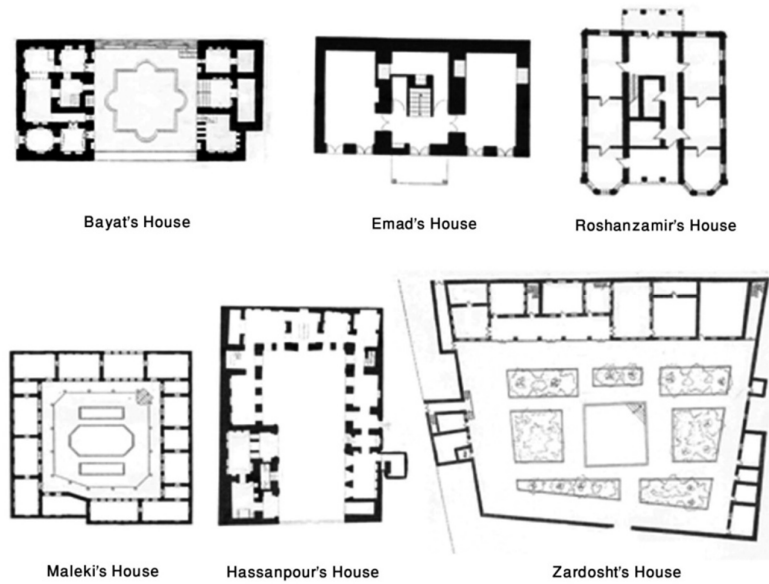 Bayat's House
Emad's House
Roshanzamir's House
Maleki's House
Hassanpour's House
Zardosht's House